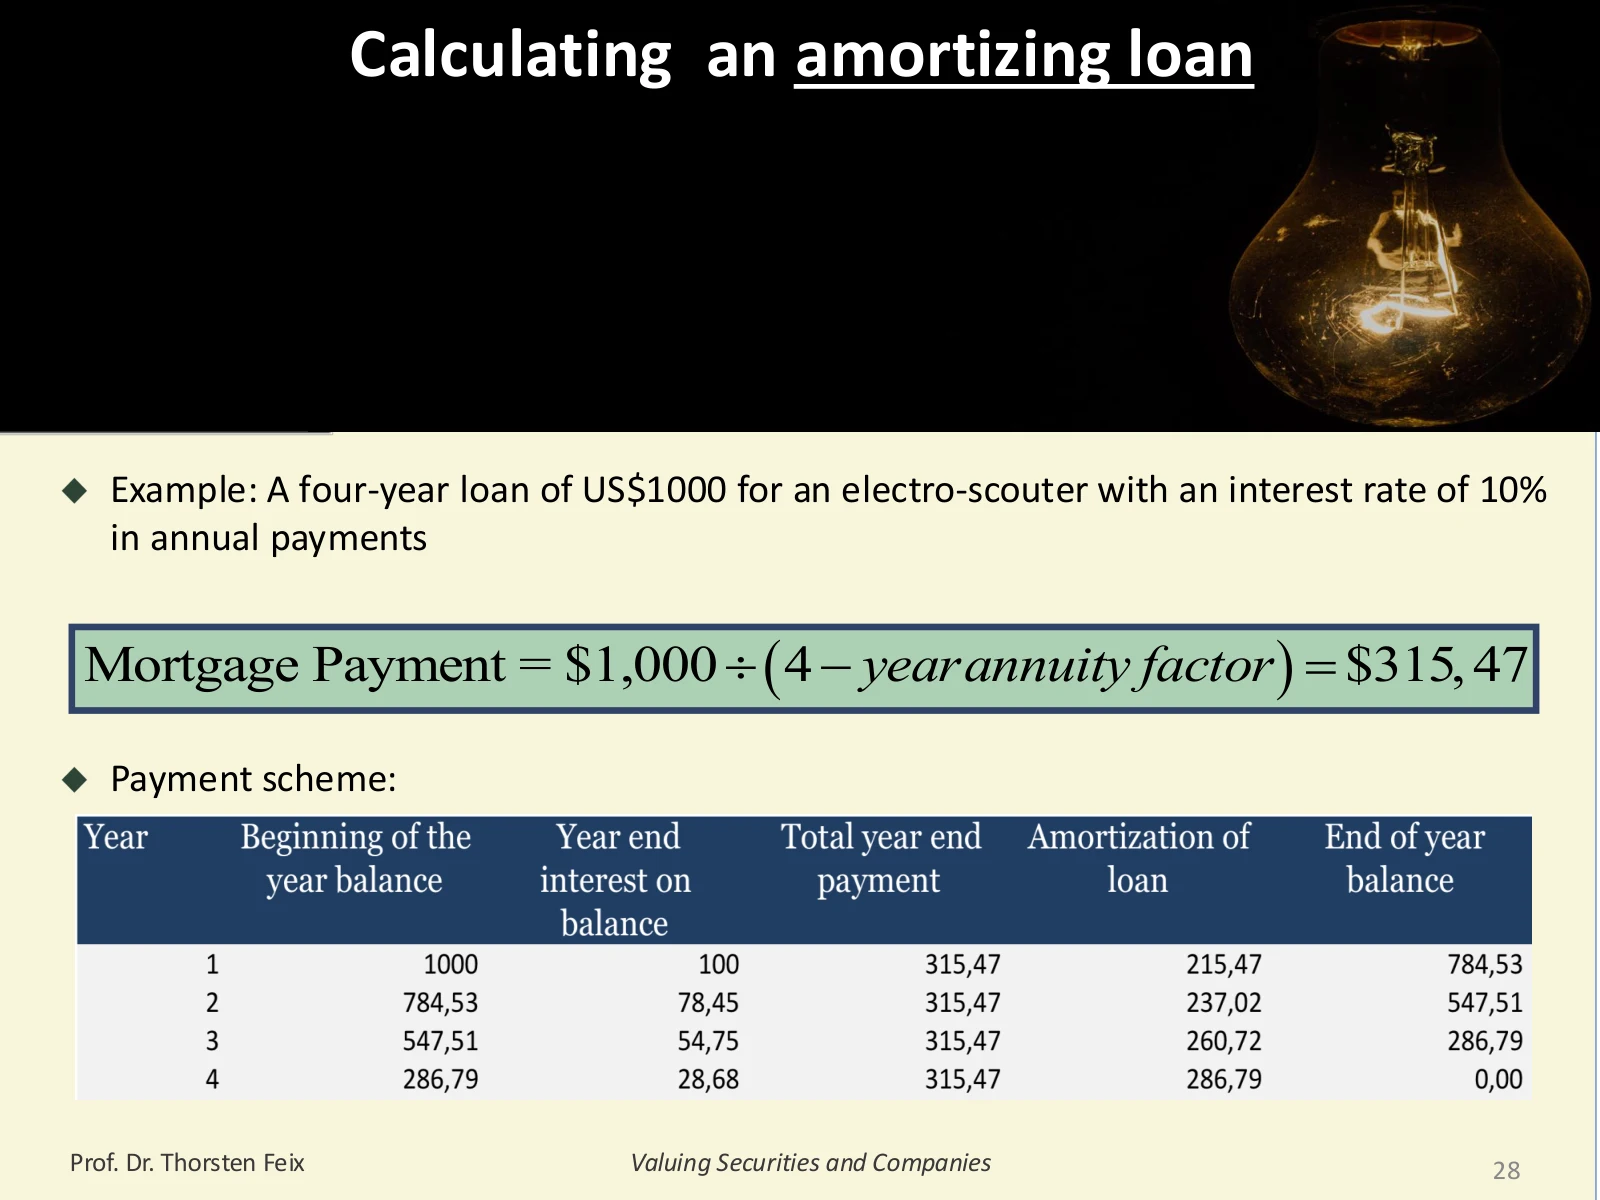 Calculating an amortizing loan
Example: A four-year loan of US$1000 for an electro-scouter with an interest rate of 10%
in annual payments
Mortgage Payment = $1,000 ÷ (4 − year annuity factor) = $315, 47
Payment scheme:
Year Beginning of the Year end Total year end Amortization of End of year
year balance interest on payment loan balance
balance
1 1000 100 315,47 215,47 784,53
2 784,53 78,45 315,47 237,02 547,51
3 547,51 54,75 315,47 260,72 286,79
4 286,79 28,68 315,47 286,79 0,00
Prof. Dr. Thorsten Feix Valuing Securities and Companies 28